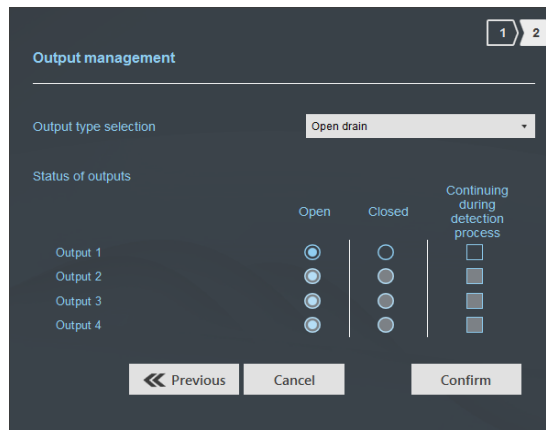 1
2
Output management
Output type selection
Open drain
Status of outputs
Open
Closed
Continuing
during
detection
process
Output 1
Output 2
Output 3
Output 4
Previous
Cancel
Confirm